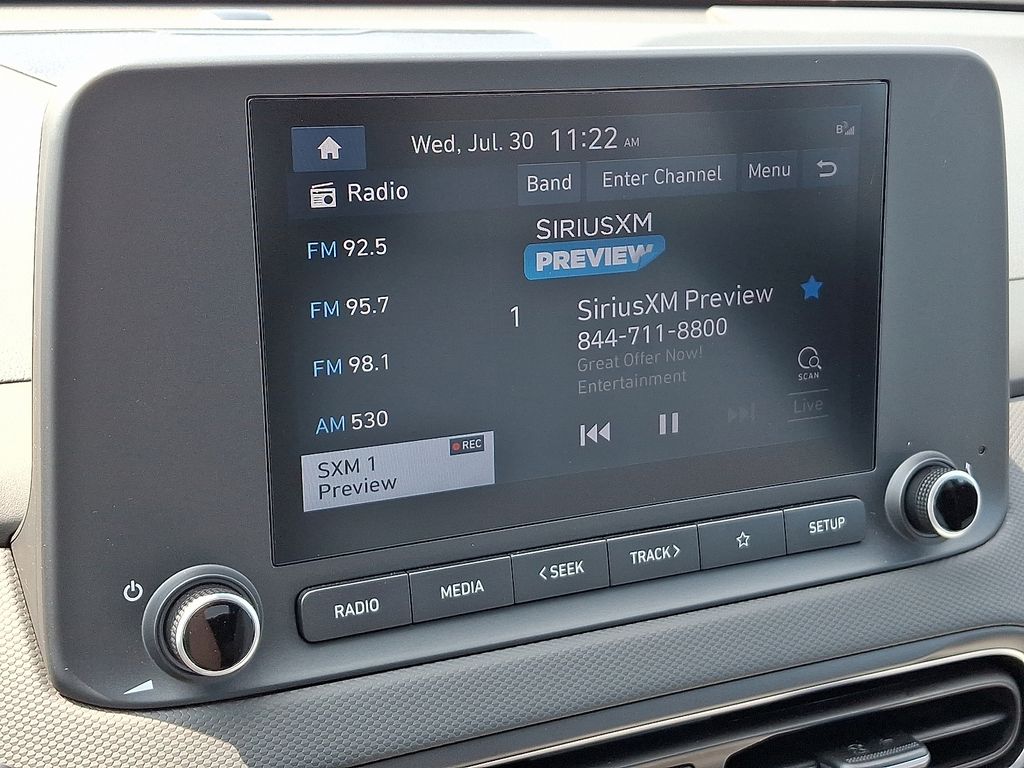 Wed, Jul. 30 11:22 AM
B
Radio
Band Enter Channel Menu
FM 92.5
FM 95.7
FM 98.1
AM 530
REC
SXM 1
Preview
SIRIUSXM
PREVIEW
1
SiriusXM Preview
844-711-8800
Great Offer Now!
Entertainment
SCAN
Live
RADIO MEDIA < SEEK TRACK > SETUP